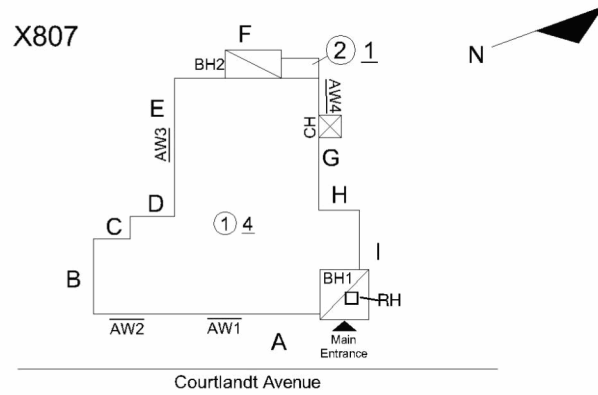 X807
F
2 1
N
BH2
E
AW4
AW3
CH
G
H
D
C
1 4
I
B
BH1
RH
AW2
AW1
A
Main
Entrance
Courtlandt Avenue